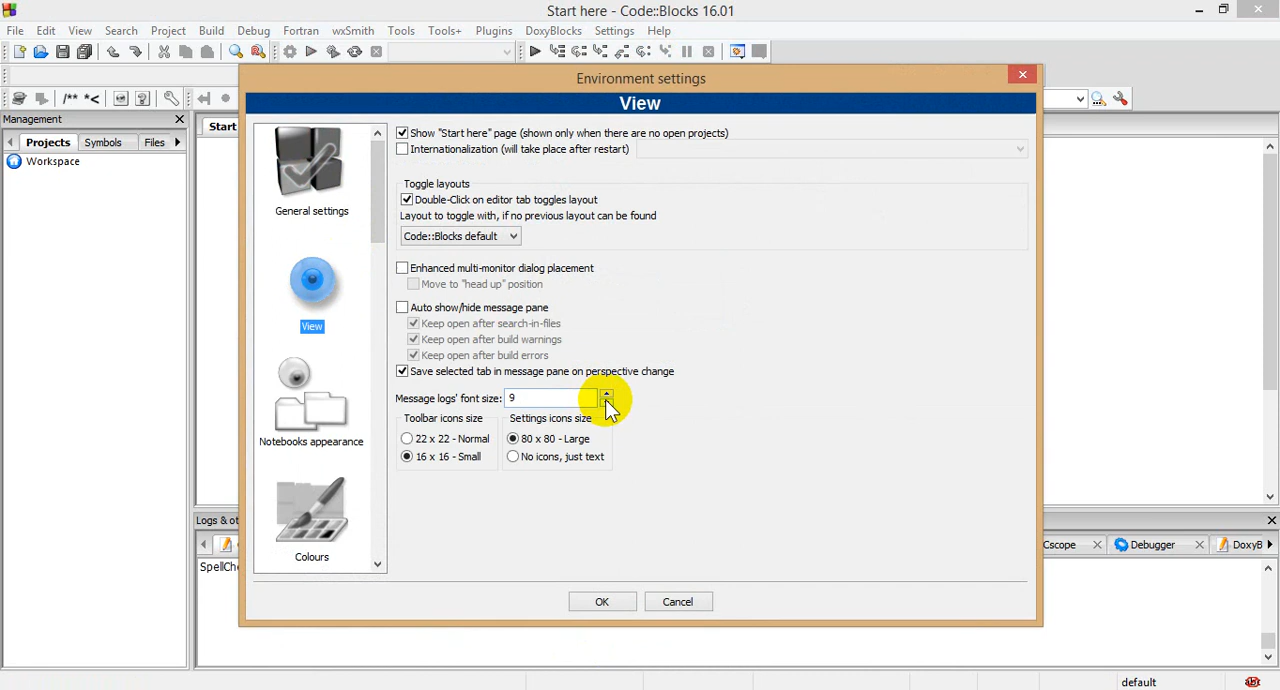 Start here - Code::Blocks 16.01
File Edit View Search Project Build Debug Fortran wxSmith Tools Tools+ Plugins DoxyBlocks Settings Help
Environment settings
View
/** *<
Management
Start
Projects Symbols Files
Workspace
General settings
View
Notebooks appearance
Colours
Show "Start here" page (shown only when there are no open projects)
Internationalization (will take place after restart)
Toggle layouts
Double-Click on editor tab toggles layout
Layout to toggle with, if no previous layout can be found
Code::Blocks default
Enhanced multi-monitor dialog placement
Move to "head up" position
Auto show/hide message pane
Keep open after search-in-files
Keep open after build warnings
Keep open after build errors
Save selected tab in message pane on perspective change
Message logs' font size: 9
Toolbar icons size Settings icons size
22 x 22 - Normal 80 x 80 - Large
16 x 16 - Small No icons, just text
OK Cancel
Logs & ot
Cscope Debugger DoxyB
SpellChe
default abc